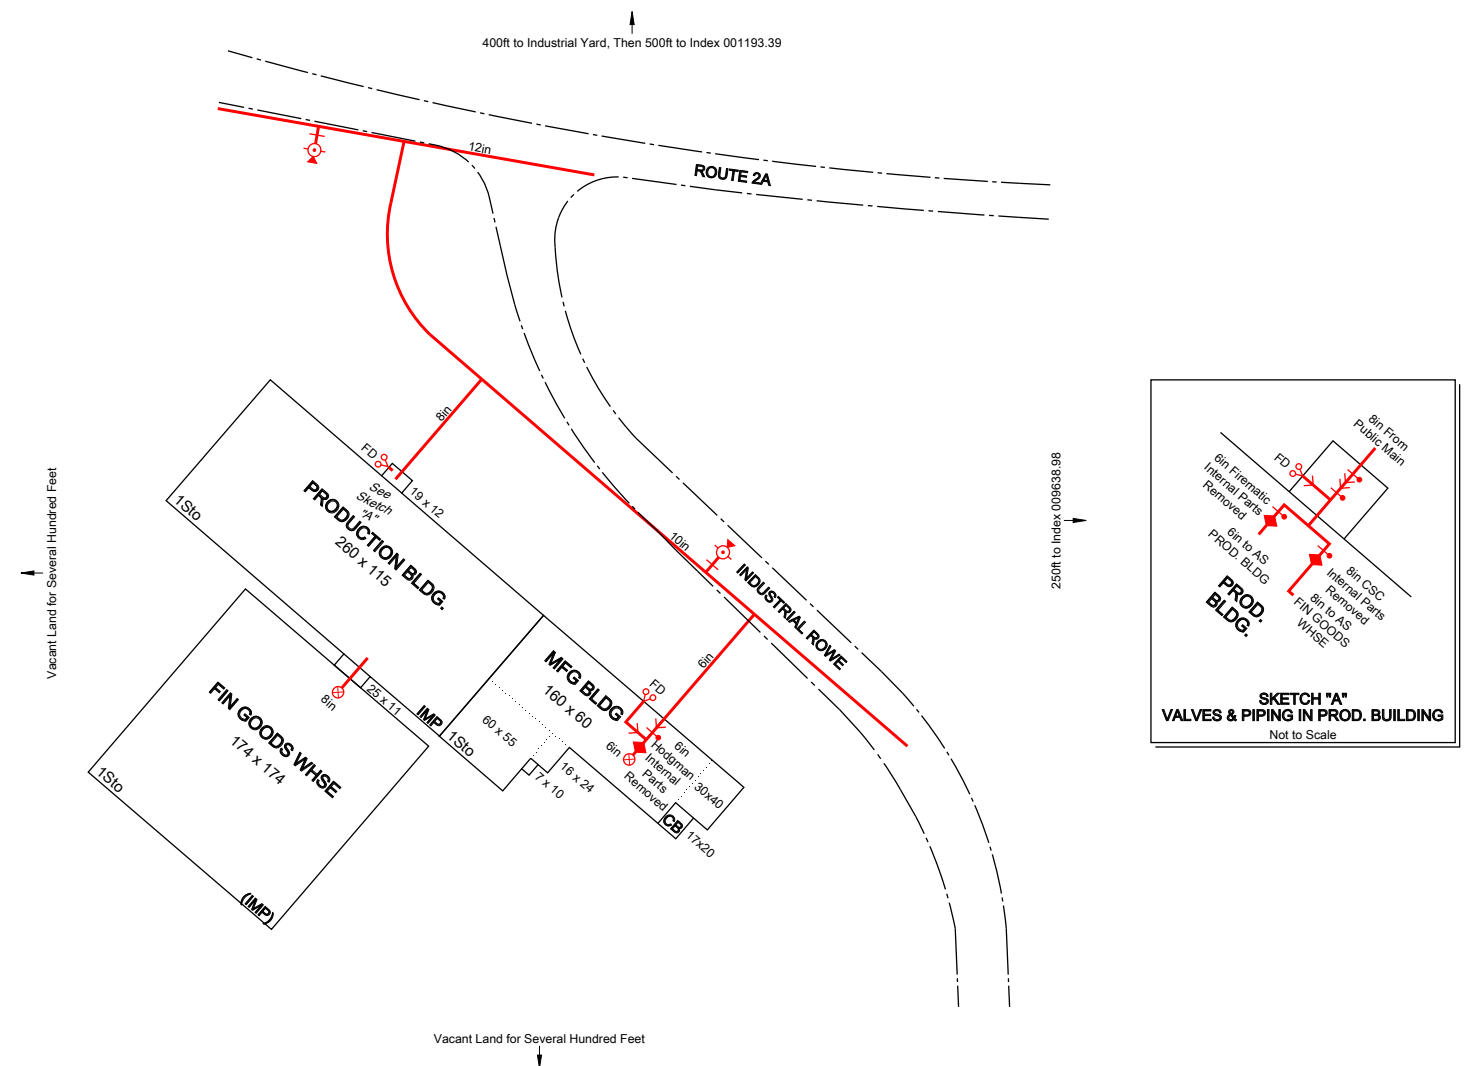 400ft to Industrial Yard, Then 500ft to Index 001193.39
12in
ROUTE 2A
8in
FD
See
Sketch
"A"
19 x 12
1Sto
PRODUCTION BLDG.
260 x 115
10in
INDUSTRIAL ROWE
Vacant Land for Several Hundred Feet
250ft to Index 009638.98
8in
25 x 11
IMP
FIN GOODS WHSE
174 x 174
1Sto
(IMP)
MFG BLDG
160 x 60
60 x 55
1Sto
7 x 10
16 x 24
6in
FD
6in
6in
Hodgman
Internal
Parts
Removed
30x40
CB
17x20
Vacant Land for Several Hundred Feet
8in From
Public Main
FD
6in Firematic
Internal Parts
Removed
6in to AS
PROD. BLDG
8in CSC
Internal Parts
Removed
8in to AS
FIN GOODS
WHSE
PROD.
BLDG.
SKETCH "A"
VALVES & PIPING IN PROD. BUILDING
Not to Scale